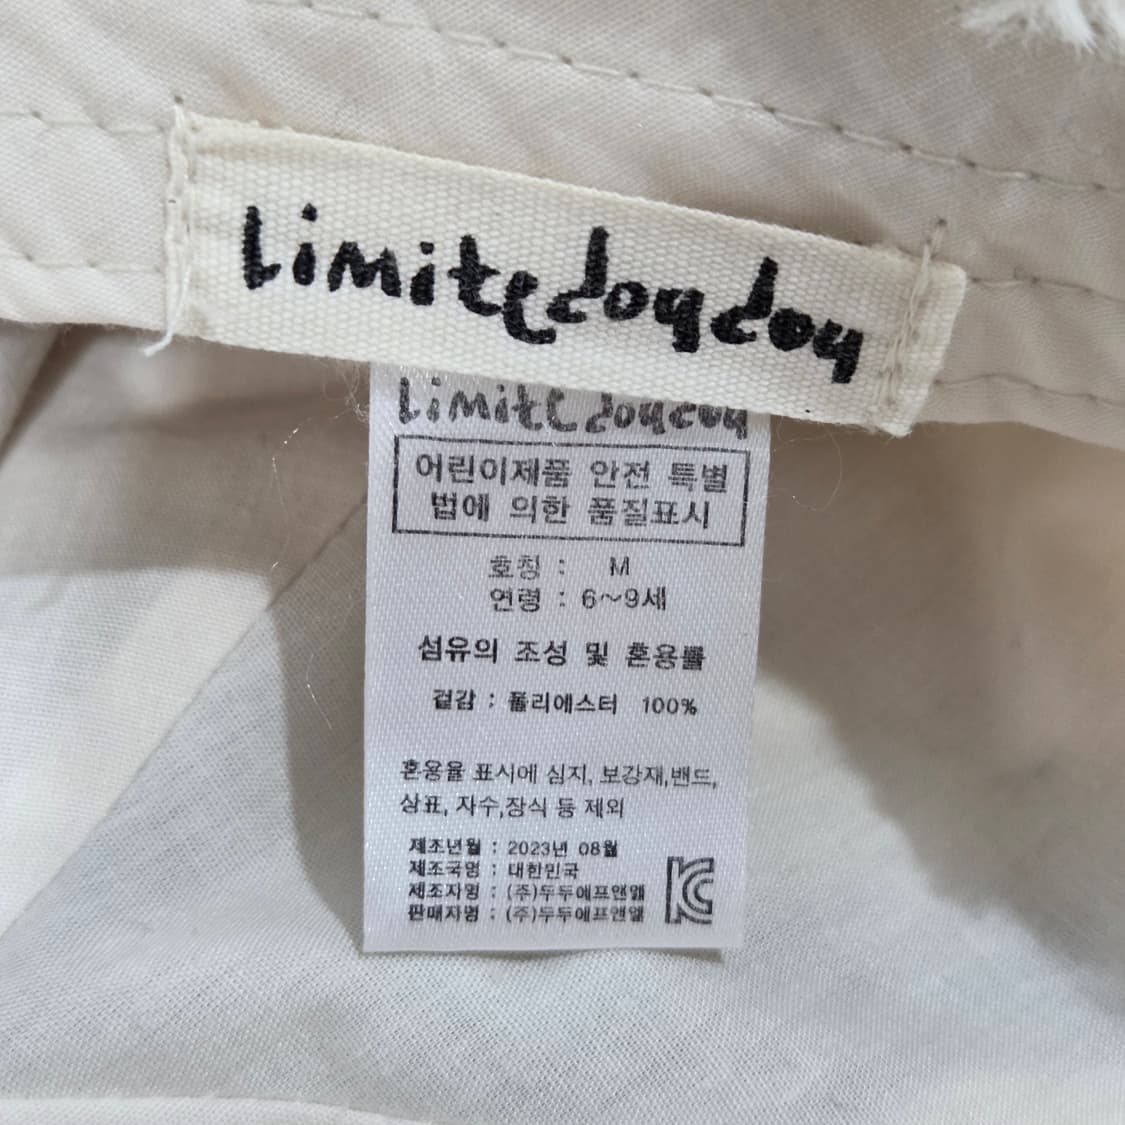 Limitedoudou
Limitedoudou
어린이제품 안전 특별
법에 의한 품질표시
호칭 : M
연령 : 6~9세
섬유의 조성 및 혼용률
겉감 : 폴리에스터 100%
혼용율 표시에 심지, 보강재,밴드,
상표, 자수,장식 등 제외
제조년월 : 2023년 08월
제조국명 : 대한민국
제조자명 : (주)두두에프앤엘
판매자명 : (주)두두에프앤엘
KC